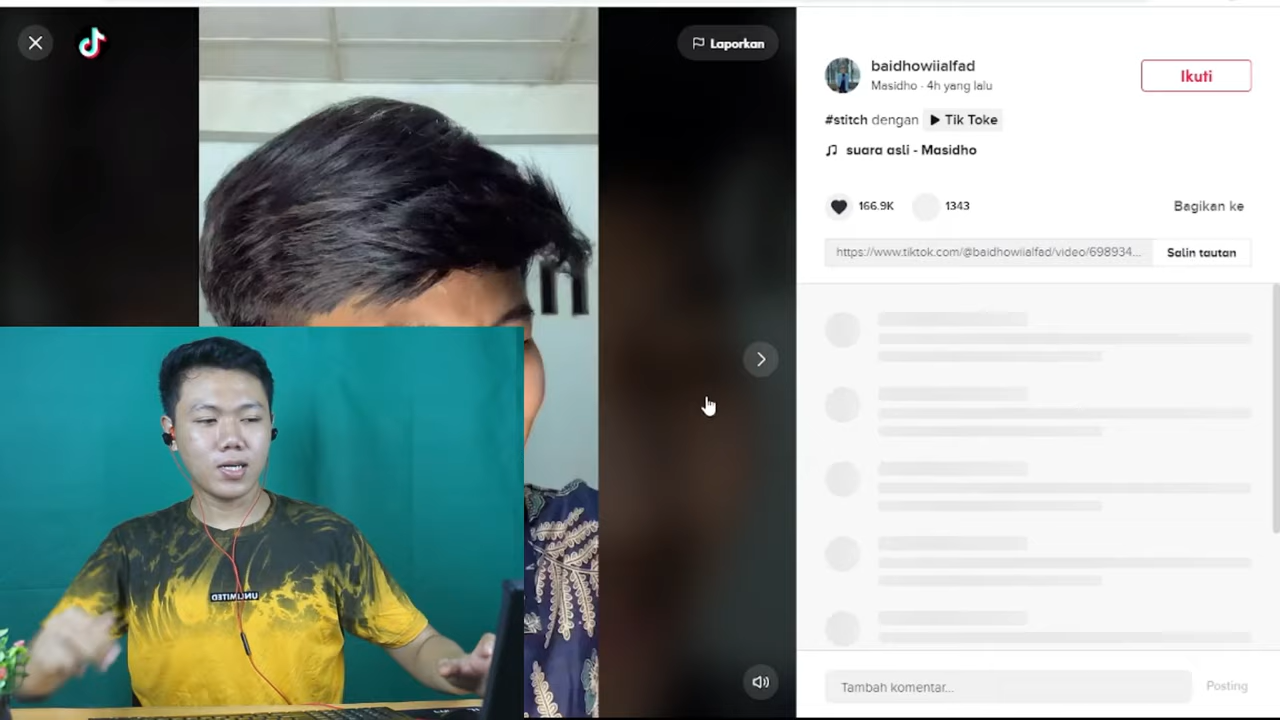 Laporkan
baidhowiialfad
Masidho · 4h yang lalu
Ikuti
#stitch dengan ▶ Tik Toke
suara asli - Masidho
166.9K
1343
Bagikan ke
https://www.tiktok.com/@baidhowiialfad/video/698934...
Salin tautan
UNLIMITED
Tambah komentar...
Posting